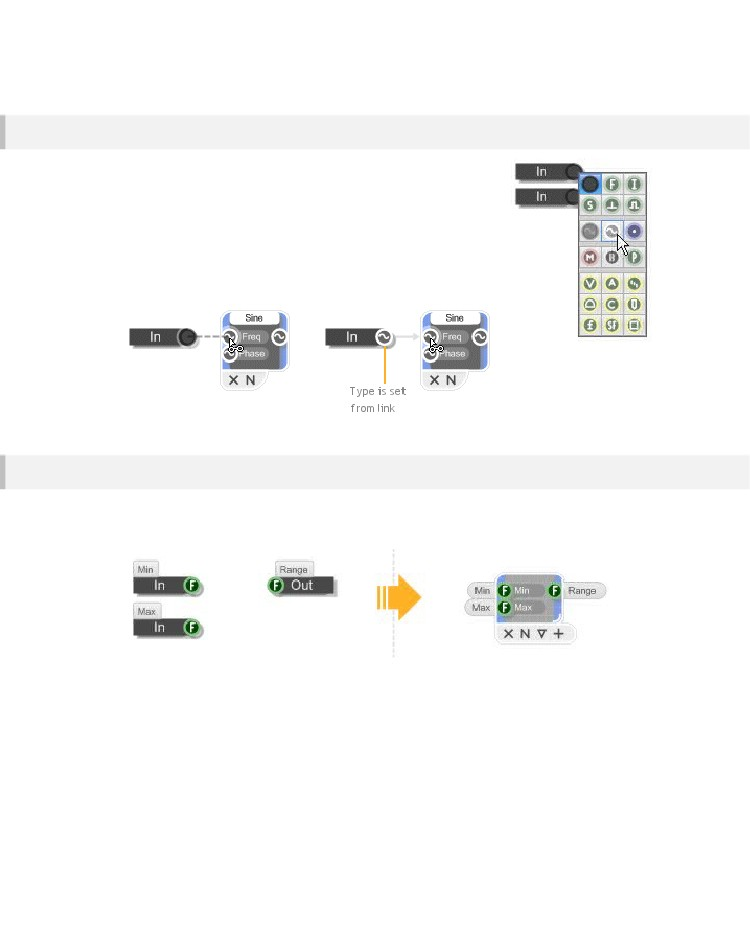 In
In
F I
S
M B P
V A
C
Sine
In
Freq
Phase
X N
Sine
In
Freq
Phase
X N
Type is set
from link
Min
In F
Max
In F
Range
F Out
Min F Min F Range
Max F Max
X N ▽ +